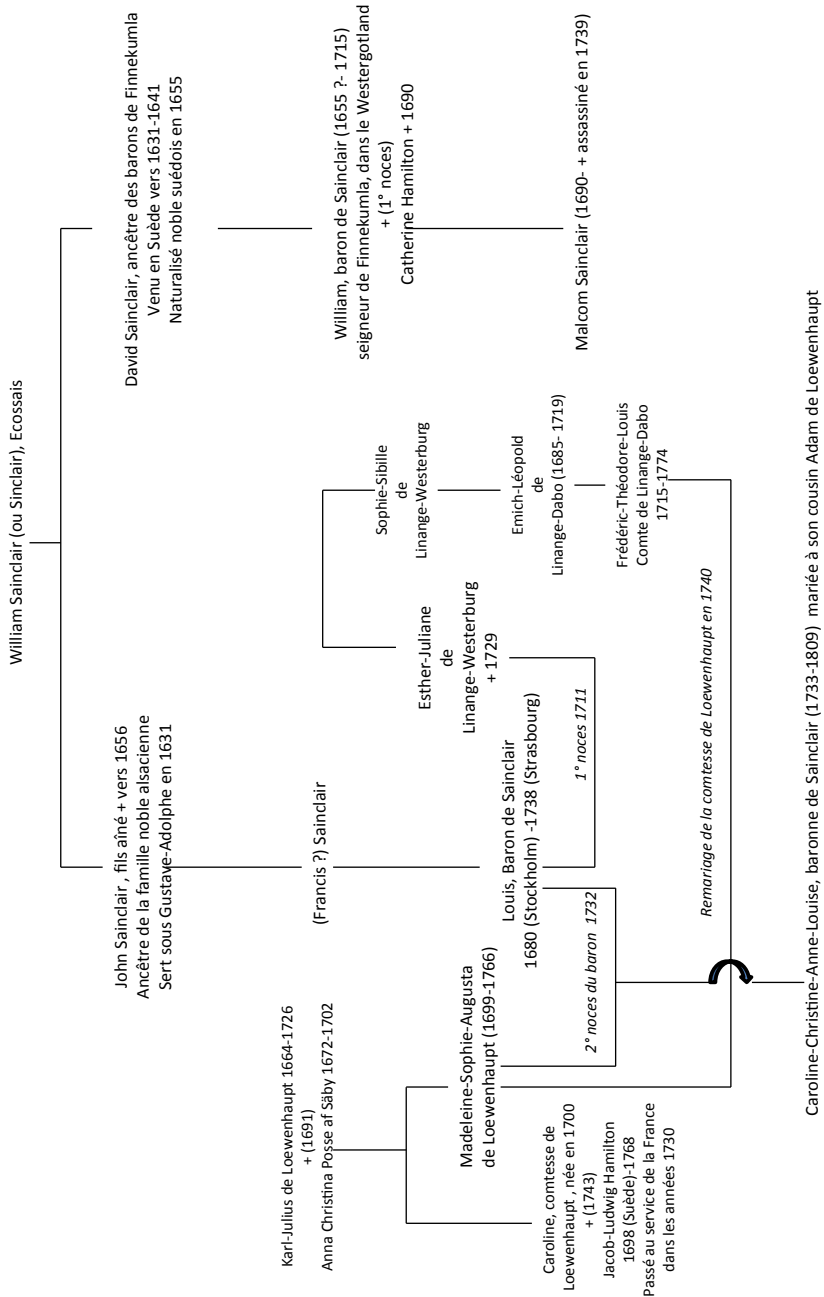 William Sainclair (ou Sinclair), Ecossais
John Sainclair , fils aîné + vers 1656
Ancêtre de la famille noble alsacienne
Sert sous Gustave-Adolphe en 1631
David Sainclair, ancêtre des barons de Finnekumla
Venu en Suède vers 1631-1641
Naturalisé noble suédois en 1655
(Francis ?) Sainclair
William, baron de Sainclair (1655 ?- 1715)
seigneur de Finnekumla, dans le Westergotland
+ (1° noces)
Catherine Hamilton + 1690
Karl-Julius de Loewenhaupt 1664-1726
+ (1691)
Anna Christina Posse af Säby 1672-1702
Esther-Juliane
de
Linange-Westerburg
+ 1729
Sophie-Sibille
de
Linange-Westerburg
Madeleine-Sophie-Augusta
de Loewenhaupt (1699-1766)
Louis, Baron de Sainclair
1680 (Stockholm) -1738 (Strasbourg)
Emich-Léopold
de
Linange-Dabo (1685- 1719)
Malcom Sainclair (1690- + assassiné en 1739)
Caroline, comtesse de
Loewenhaupt , née en 1700
+ (1743)
Jacob-Ludwig Hamilton
1698 (Suède)-1768
Passé au service de la France
dans les années 1730
2° noces du baron  1732
1° noces 1711
Frédéric-Théodore-Louis
Comte de Linange-Dabo
1715-1774
Remariage de la comtesse de Loewenhaupt en 1740
Caroline-Christine-Anne-Louise, baronne de Sainclair (1733-1809)  mariée à son cousin Adam de Loewenhaupt